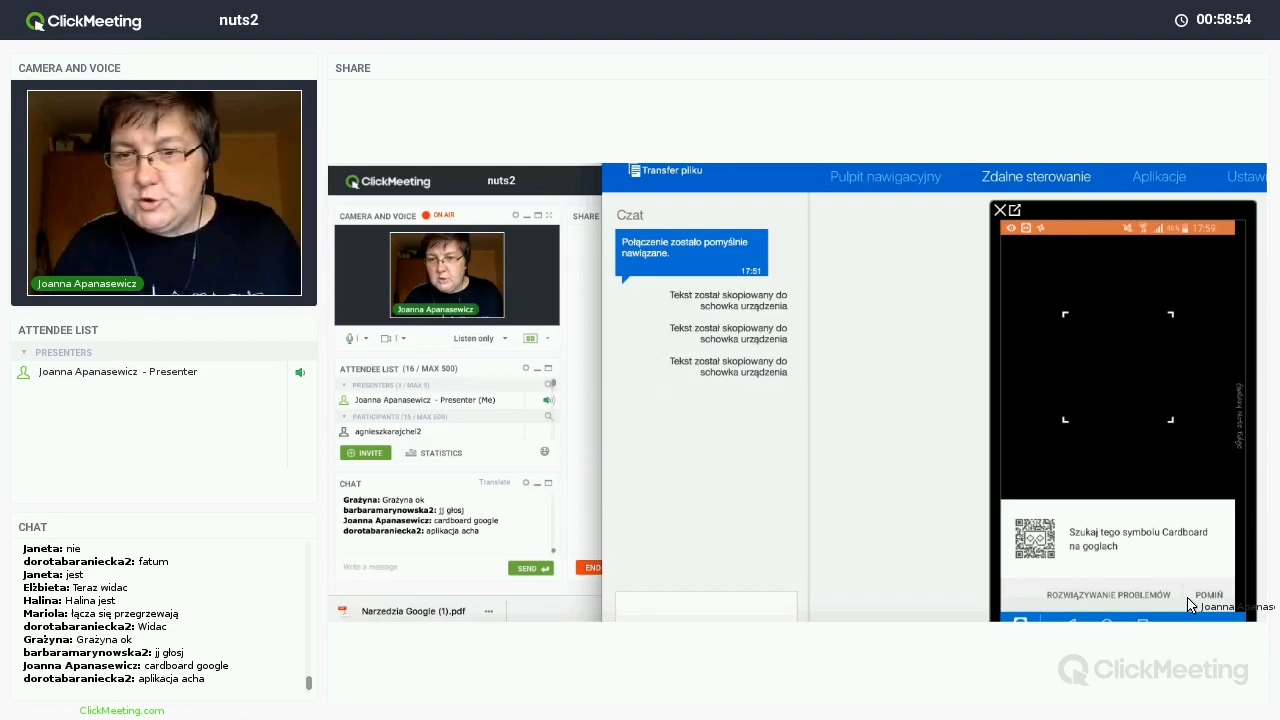 ClickMeeting
nuts2
00:58:54
CAMERA AND VOICE
SHARE
Joanna Apanasewicz
ATTENDEE LIST
PRESENTERS
Joanna Apanasewicz - Presenter
CHAT
Janeta: nie
dorotabaraniecka2: fatum
Janeta: jest
Elżbieta: Teraz widac
Halina: Halina jest
Mariola: łącza się przegrzewają
dorotabaraniecka2: Widac
Grażyna: Grażyna ok
barbaramarynowska2: jj głosj
Joanna Apanasewicz: cardboard google
dorotabaraniecka2: aplikacja acha
ClickMeeting.com
ClickMeeting
nuts2
CAMERA AND VOICE
ON AIR
SHARE
Joanna Apanasewicz
Listen only
SD
ATTENDEE LIST (16 / MAX 500)
PRESENTERS (1 / MAX 5)
Joanna Apanasewicz - Presenter (Me)
PARTICIPANTS (15 / MAX 500)
agnieszkarajchel2
INVITE
STATISTICS
CHAT
Translate
Grażyna: Grażyna ok
barbaramarynowska2: jj głosj
Joanna Apanasewicz: cardboard google
dorotabaraniecka2: aplikacja acha
Write a message
SEND
END
Narzedzia Google (1).pdf
Transfer pliku
Pulpit nawigacyjny
Zdalne sterowanie
Aplikacje
Ustawi
Czat
Połączenie zostało pomyślnie
nawiązane.
17:51
Tekst został skopiowany do
schowka urządzenia
Tekst został skopiowany do
schowka urządzenia
Tekst został skopiowany do
schowka urządzenia
46%
17:59
Szukaj tego symbolu Cardboard
na goglach
ROZWIĄZYWANIE PROBLEMÓW
POMIŃ
Joanna Apanas
ClickMeeting